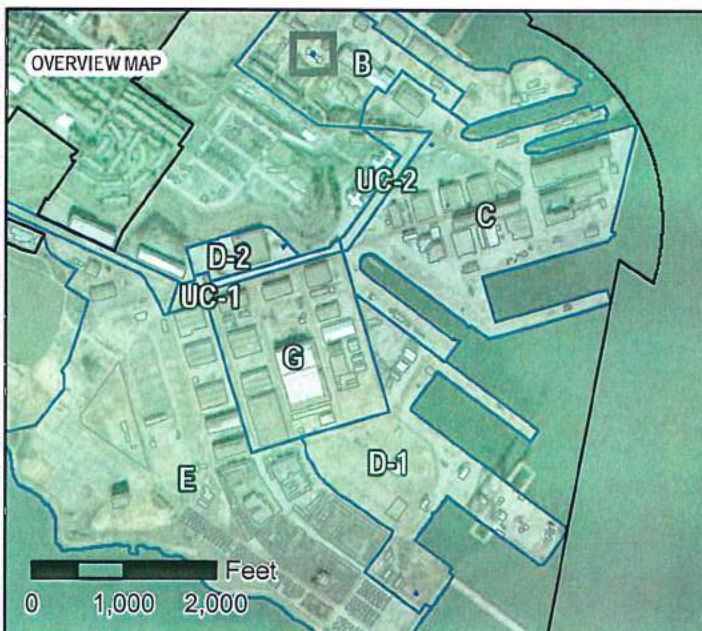 OVERVIEW MAP
B
UC-2
C
D-2
UC-1
G
D-1
E
Feet
0 1,000 2,000